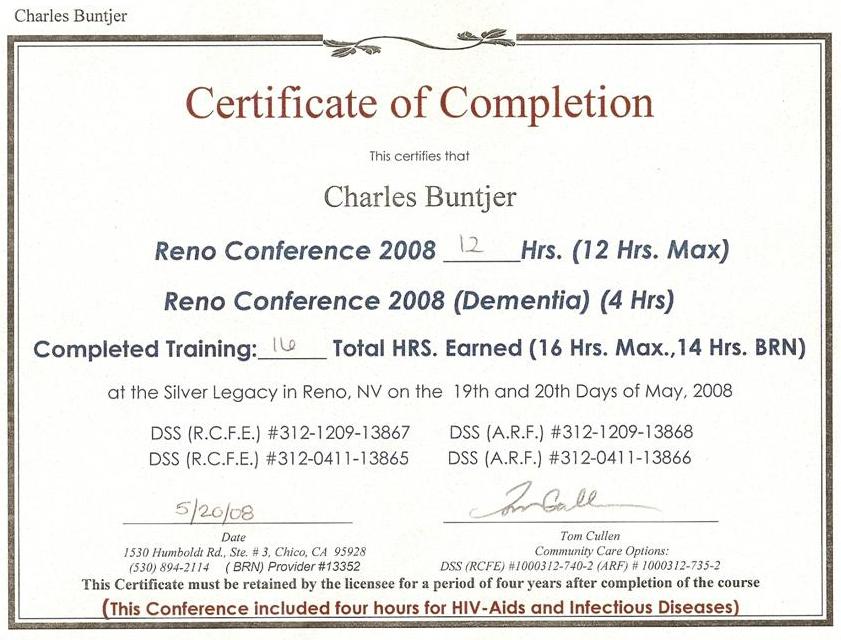 Charles Buntjer
Certificate of Completion
This certifies that
Charles Buntjer
Reno Conference 2008 12 Hrs. (12 Hrs. Max)
Reno Conference 2008 (Dementia) (4 Hrs)
Completed Training: 16 Total HRS. Earned (16 Hrs. Max.,14 Hrs. BRN)
at the Silver Legacy in Reno, NV on the 19th and 20th Days of May, 2008
DSS (R.C.F.E.) #312-1209-13867 DSS (A.R.F.) #312-1209-13868
DSS (R.C.F.E.) #312-0411-13865 DSS (A.R.F.) #312-0411-13866
5/20/08
Date Tom Cullen
1530 Humboldt Rd., Ste. # 3, Chico, CA 95928 Community Care Options:
(530) 894-2114 ( BRN) Provider #13352 DSS (RCFE) #1000312-740-2 (ARF) # 1000312-735-2
This Certificate must be retained by the licensee for a period of four years after completion of the course
(This Conference included four hours for HIV-Aids and Infectious Diseases)